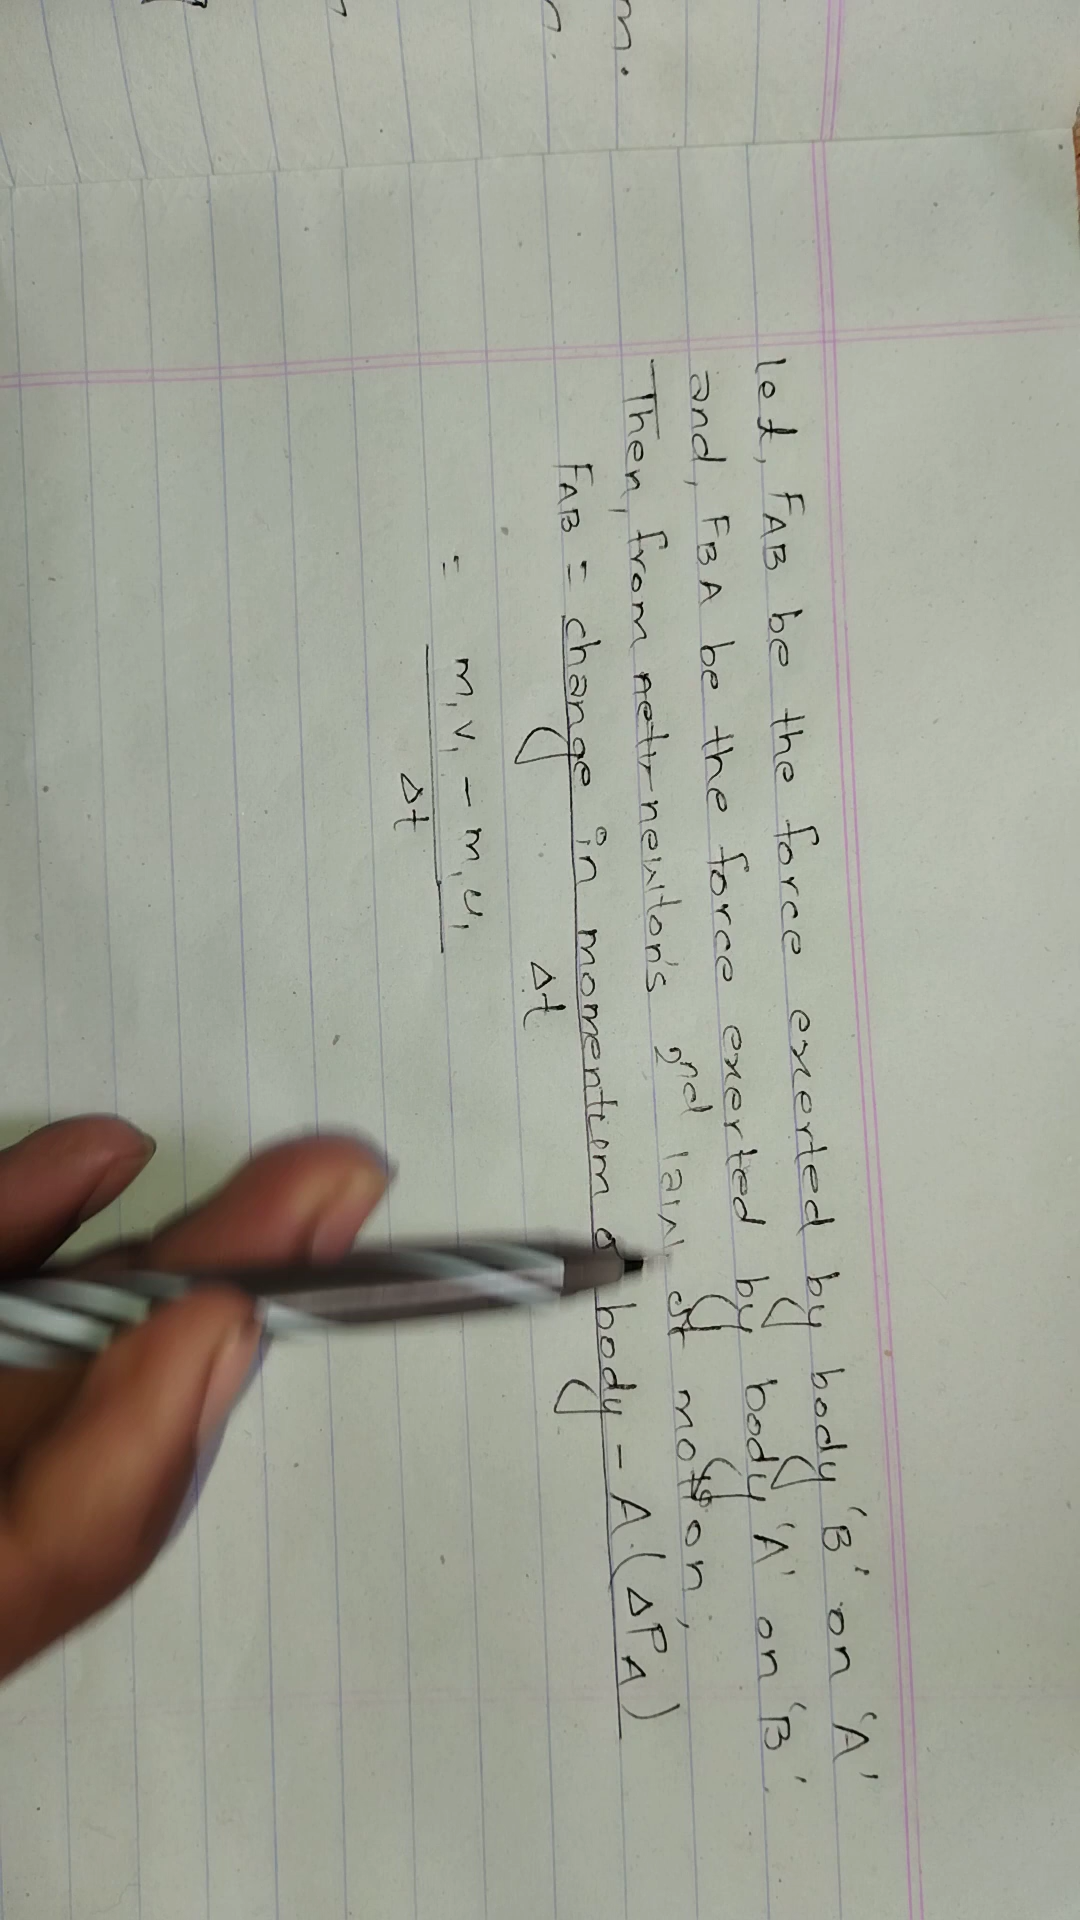 let, FAB be the force exerted by body 'B' on 'A'
and, FBA be the force exerted by body 'A' on 'B'.
Then, from newton's 2nd law of motion,
FAB = change in momentum body - A (ΔPA)
Δt
= m1v1 - m1u1
Δt